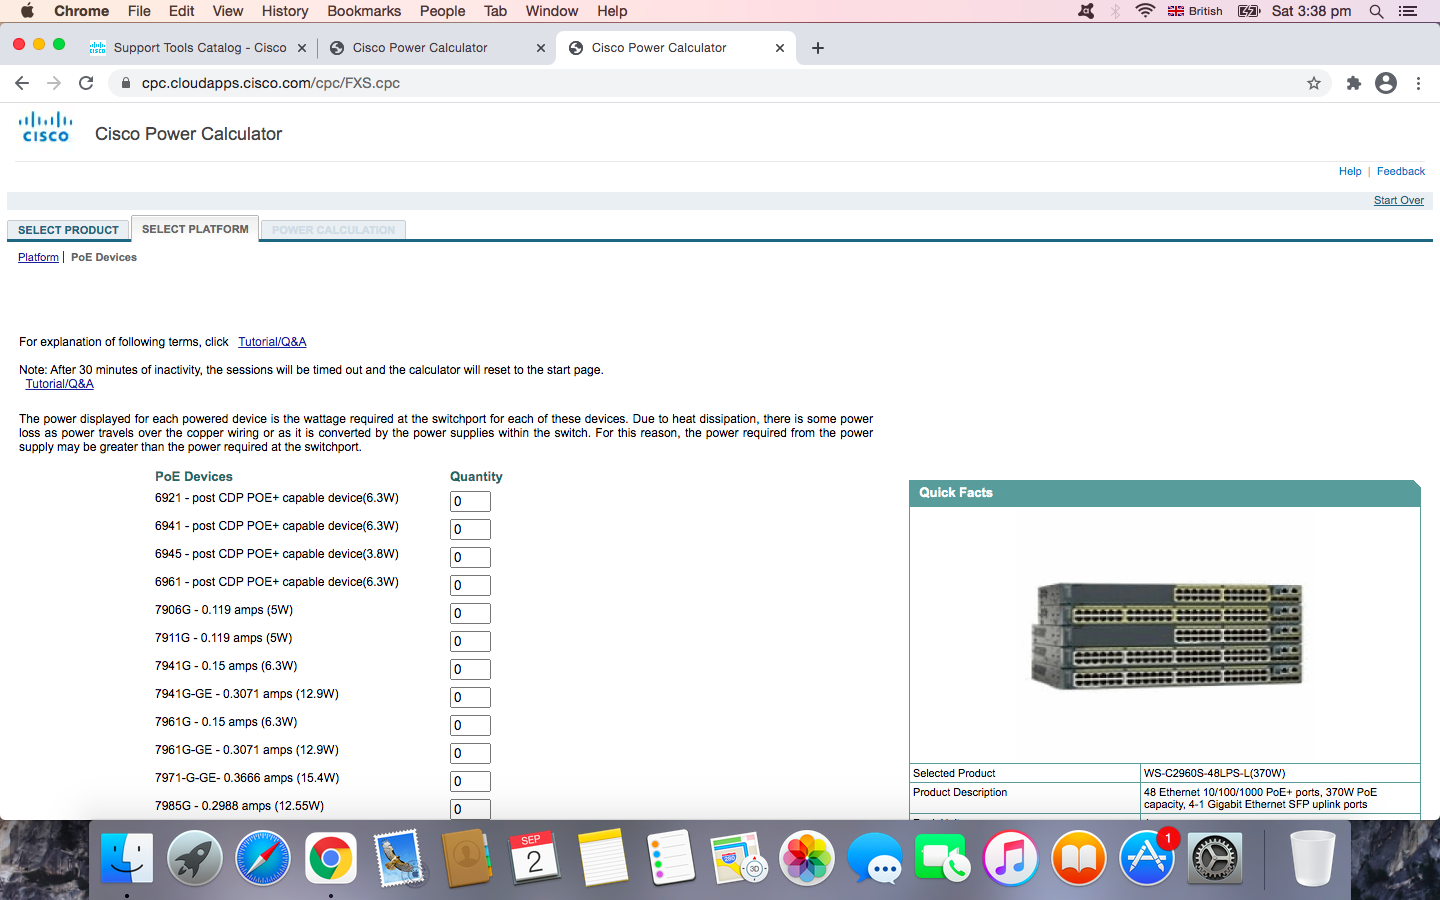 Chrome File Edit View History Bookmarks People Tab Window Help British Sat 3:38 pm
Support Tools Catalog - Cisco Cisco Power Calculator Cisco Power Calculator
cpc.cloudapps.cisco.com/cpc/FXS.cpc
CISCO Cisco Power Calculator
Help | Feedback
Start Over
SELECT PRODUCT SELECT PLATFORM POWER CALCULATION
Platform | PoE Devices
For explanation of following terms, click Tutorial/Q&A
Note: After 30 minutes of inactivity, the sessions will be timed out and the calculator will reset to the start page.
Tutorial/Q&A
The power displayed for each powered device is the wattage required at the switchport for each of these devices. Due to heat dissipation, there is some power
loss as power travels over the copper wiring or as it is converted by the power supplies within the switch. For this reason, the power required from the power
supply may be greater than the power required at the switchport.
PoE Devices Quantity
6921 - post CDP POE+ capable device(6.3W) 0
6941 - post CDP POE+ capable device(6.3W) 0
6945 - post CDP POE+ capable device(3.8W) 0
6961 - post CDP POE+ capable device(6.3W) 0
7906G - 0.119 amps (5W) 0
7911G - 0.119 amps (5W) 0
7941G - 0.15 amps (6.3W) 0
7941G-GE - 0.3071 amps (12.9W) 0
7961G - 0.15 amps (6.3W) 0
7961G-GE - 0.3071 amps (12.9W) 0
7971-G-GE- 0.3666 amps (15.4W) 0
7985G - 0.2988 amps (12.55W) 0
Quick Facts
Selected Product WS-C2960S-48LPS-L(370W)
Product Description 48 Ethernet 10/100/1000 PoE+ ports, 370W PoE
capacity, 4-1 Gigabit Ethernet SFP uplink ports
SEP
2
280
3D
1